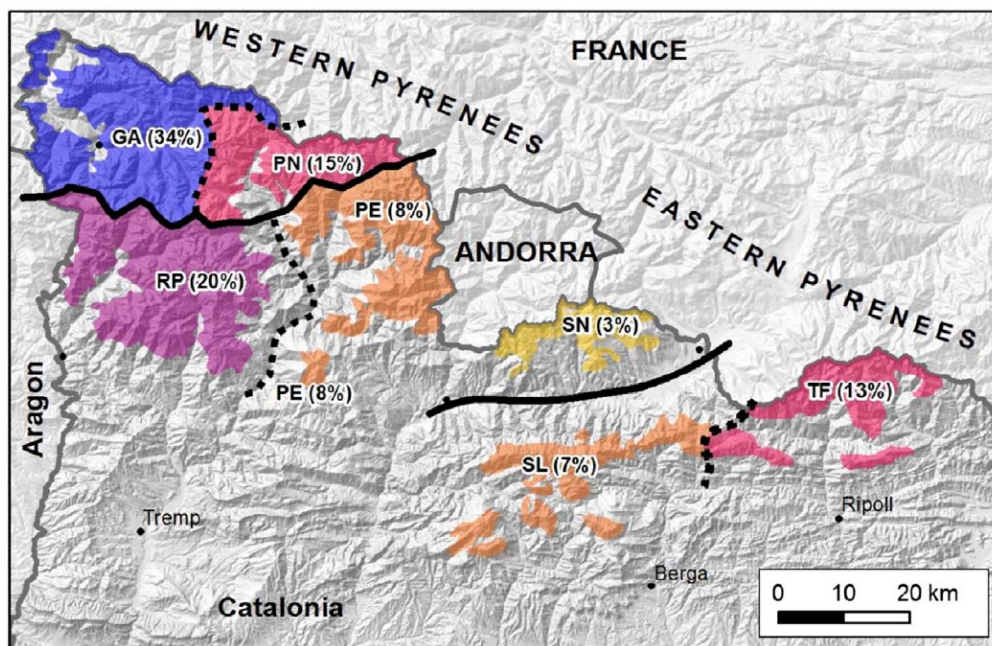 WESTERN PYRENEES
FRANCE
GA (34%)
PN (15%)
PE (8%)
EASTERN PYRENEES
ANDORRA
RP (20%)
SN (3%)
PE (8%)
TF (13%)
Aragon
SL (7%)
Tremp
Ripoll
Berga
Catalonia
0 10 20 km